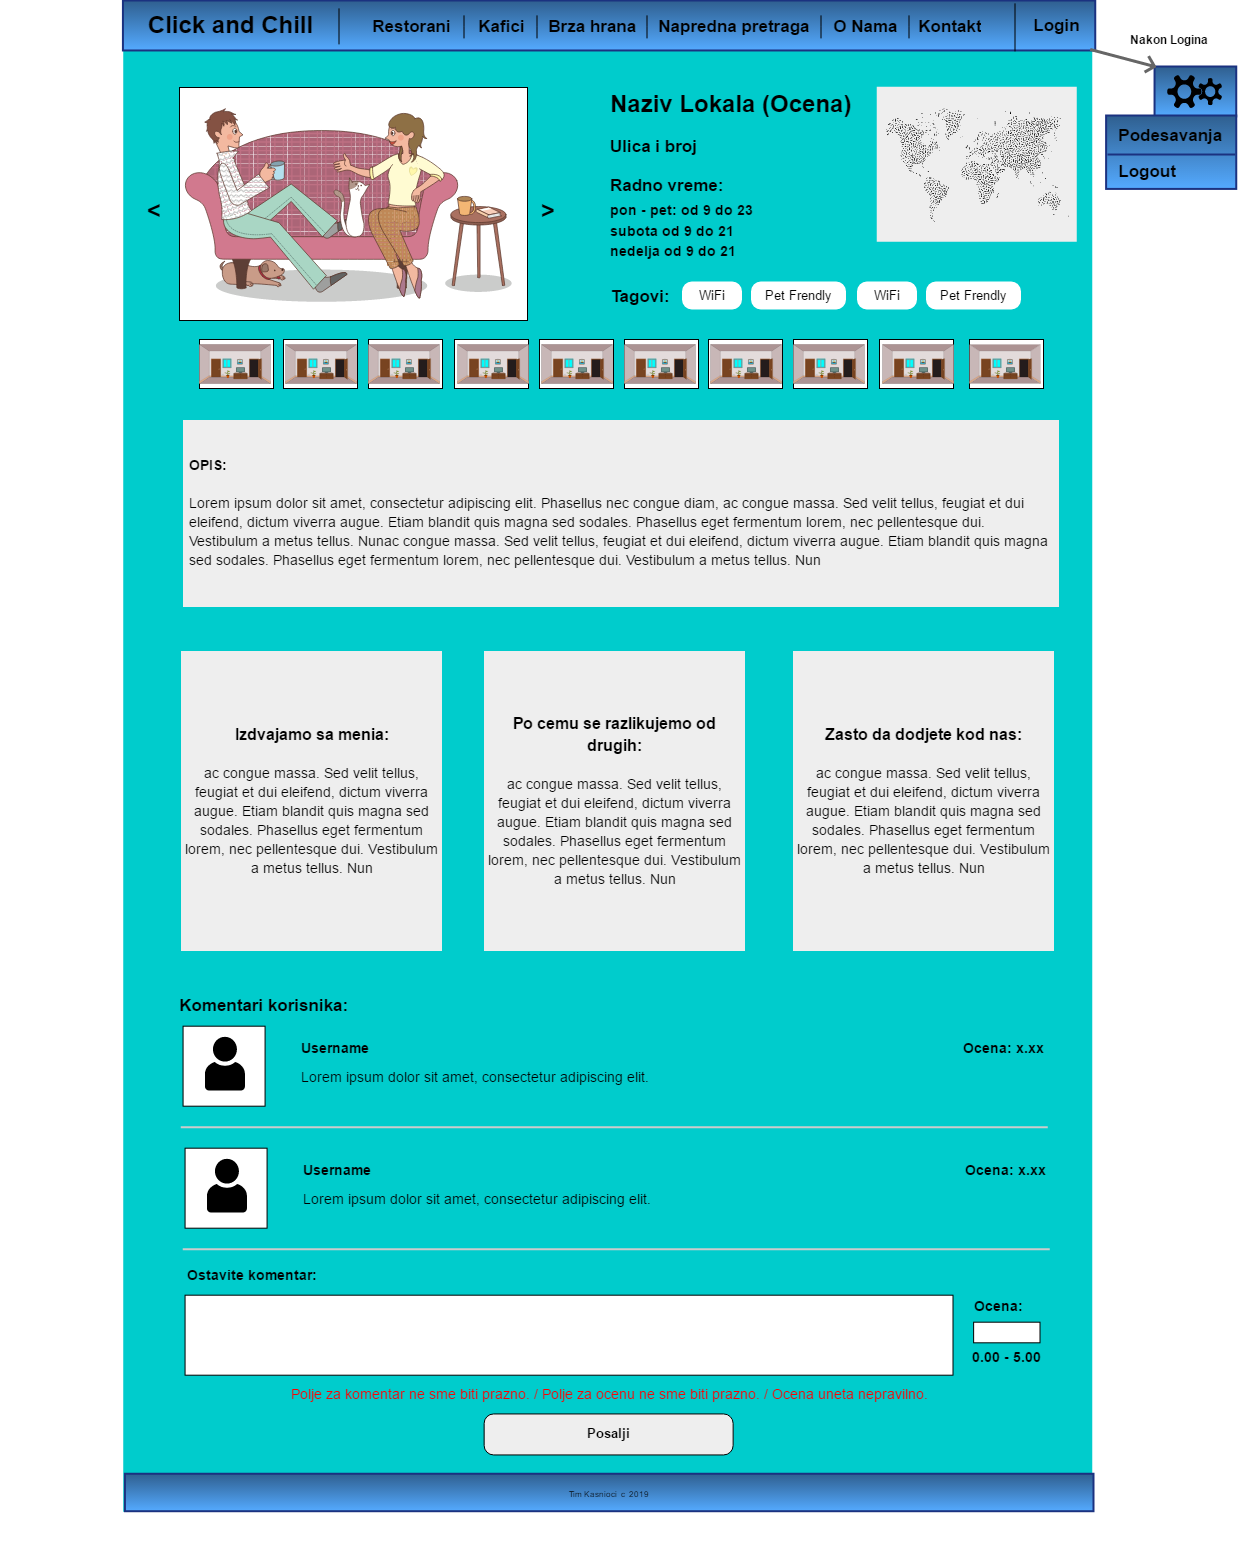 Click and Chill
Restorani
Kafici
Brza hrana
Napredna pretraga
O Nama
Kontakt
Login
Nakon Logina
Podesavanja
Logout
<
>
Naziv Lokala (Ocena)
Ulica i broj
Radno vreme:
pon - pet: od 9 do 23
subota od 9 do 21
nedelja od 9 do 21
Tagovi:
WiFi
Pet Frendly
WiFi
Pet Frendly
OPIS:
Lorem ipsum dolor sit amet, consectetur adipiscing elit. Phasellus nec congue diam, ac congue massa. Sed velit tellus, feugiat et dui
eleifend, dictum viverra augue. Etiam blandit quis magna sed sodales. Phasellus eget fermentum lorem, nec pellentesque dui.
Vestibulum a metus tellus. Nunac congue massa. Sed velit tellus, feugiat et dui eleifend, dictum viverra augue. Etiam blandit quis magna
sed sodales. Phasellus eget fermentum lorem, nec pellentesque dui. Vestibulum a metus tellus. Nun
Izdvajamo sa menia:
ac congue massa. Sed velit tellus,
feugiat et dui eleifend, dictum viverra
augue. Etiam blandit quis magna sed
sodales. Phasellus eget fermentum
lorem, nec pellentesque dui. Vestibulum
a metus tellus. Nun
Po cemu se razlikujemo od
drugih:
ac congue massa. Sed velit tellus,
feugiat et dui eleifend, dictum viverra
augue. Etiam blandit quis magna sed
sodales. Phasellus eget fermentum
lorem, nec pellentesque dui. Vestibulum
a metus tellus. Nun
Zasto da dodjete kod nas:
ac congue massa. Sed velit tellus,
feugiat et dui eleifend, dictum viverra
augue. Etiam blandit quis magna sed
sodales. Phasellus eget fermentum
lorem, nec pellentesque dui. Vestibulum
a metus tellus. Nun
Komentari korisnika:
Username
Ocena: x.xx
Lorem ipsum dolor sit amet, consectetur adipiscing elit.
Username
Ocena: x.xx
Lorem ipsum dolor sit amet, consectetur adipiscing elit.
Ostavite komentar:
Ocena:
0.00 - 5.00
Polje za komentar ne sme biti prazno. / Polje za ocenu ne sme biti prazno. / Ocena uneta nepravilno.
Posalji
Tim Kasnioci c 2019